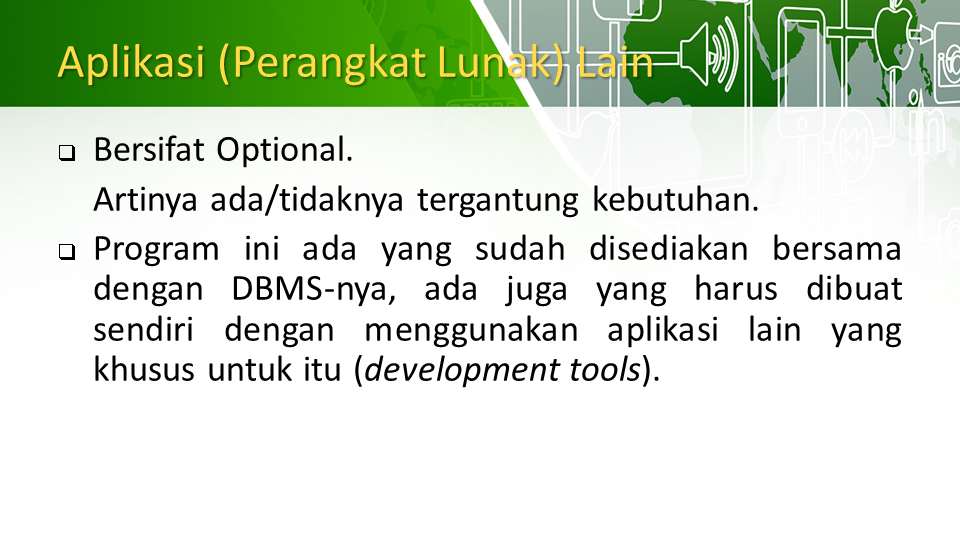 Aplikasi (Perangkat Lunak) Lain
Bersifat Optional.
Artinya ada/tidaknya tergantung kebutuhan.
Program ini ada yang sudah disediakan bersama
dengan DBMS-nya, ada juga yang harus dibuat
sendiri dengan menggunakan aplikasi lain yang
khusus untuk itu (development tools).